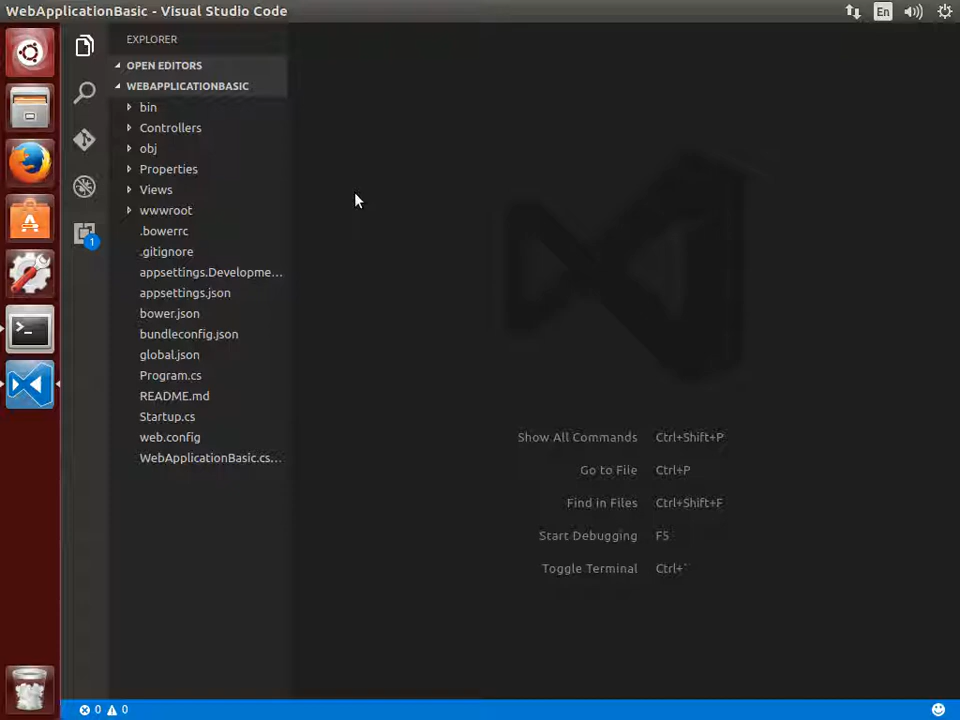 WebApplicationBasic - Visual Studio Code
En
EXPLORER
OPEN EDITORS
WEBAPPLICATIONBASIC
bin
Controllers
obj
Properties
Views
wwwroot
.bowerrc
.gitignore
appsettings.Developme...
appsettings.json
bower.json
bundleconfig.json
global.json
Program.cs
README.md
Startup.cs
web.config
WebApplicationBasic.cs...
1
Show All Commands Ctrl+Shift+P
Go to File Ctrl+P
Find in Files Ctrl+Shift+F
Start Debugging F5
Toggle Terminal Ctrl+`
0 0